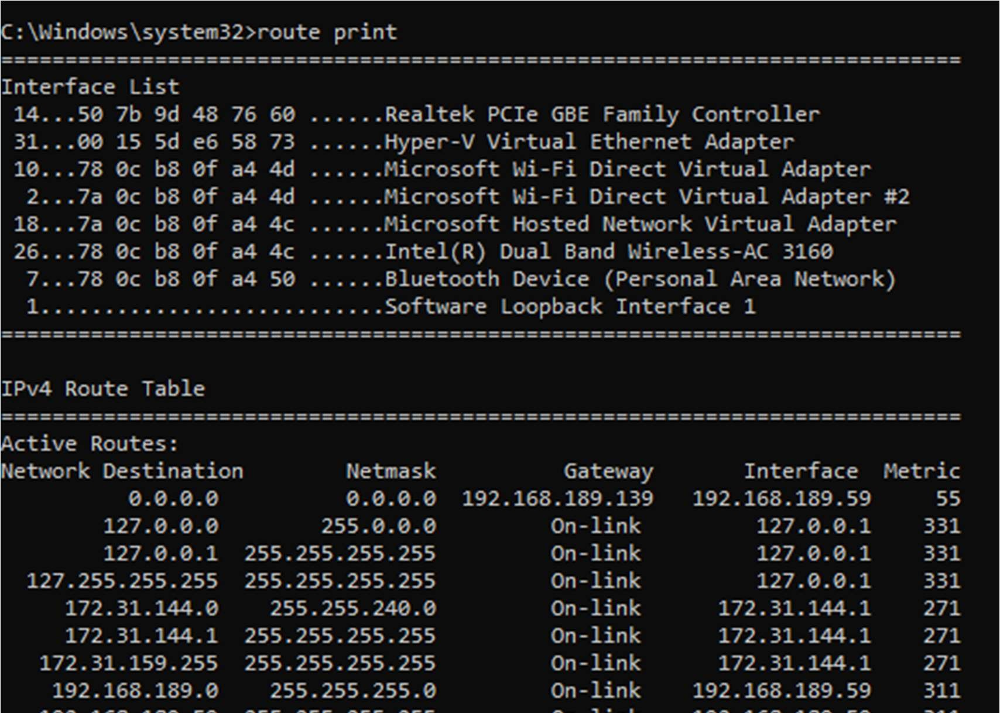 C:\Windows\system32>route print
===========================================================================
Interface List
 14...50 7b 9d 48 76 60 ......Realtek PCIe GBE Family Controller
 31...00 15 5d e6 58 73 ......Hyper-V Virtual Ethernet Adapter
 10...78 0c b8 0f a4 4d ......Microsoft Wi-Fi Direct Virtual Adapter
  2...7a 0c b8 0f a4 4d ......Microsoft Wi-Fi Direct Virtual Adapter #2
 18...7a 0c b8 0f a4 4c ......Microsoft Hosted Network Virtual Adapter
 26...78 0c b8 0f a4 4c ......Intel(R) Dual Band Wireless-AC 3160
  7...78 0c b8 0f a4 50 ......Bluetooth Device (Personal Area Network)
  1...........................Software Loopback Interface 1
===========================================================================
IPv4 Route Table
===========================================================================
Active Routes:
Network Destination        Netmask          Gateway       Interface  Metric
          0.0.0.0          0.0.0.0  192.168.189.139   192.168.189.59     55
        127.0.0.0        255.0.0.0         On-link         127.0.0.1    331
        127.0.0.1  255.255.255.255         On-link         127.0.0.1    331
  127.255.255.255  255.255.255.255         On-link         127.0.0.1    331
     172.31.144.0    255.255.240.0         On-link      172.31.144.1    271
     172.31.144.1  255.255.255.255         On-link      172.31.144.1    271
   172.31.159.255  255.255.255.255         On-link      172.31.144.1    271
    192.168.189.0    255.255.255.0         On-link    192.168.189.59    311